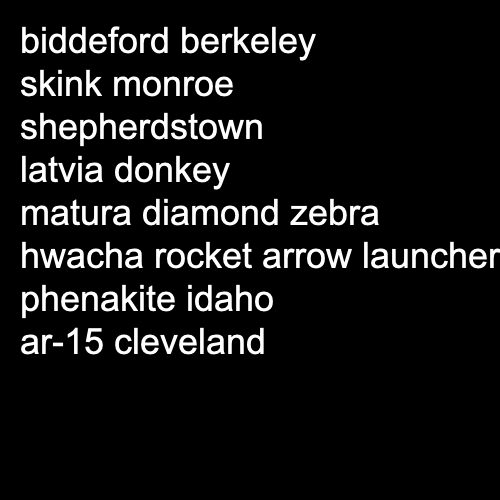 biddeford berkeley
skink monroe
shepherdstown
latvia donkey
matura diamond zebra
hwacha rocket arrow launcher
phenakite idaho
ar-15 cleveland